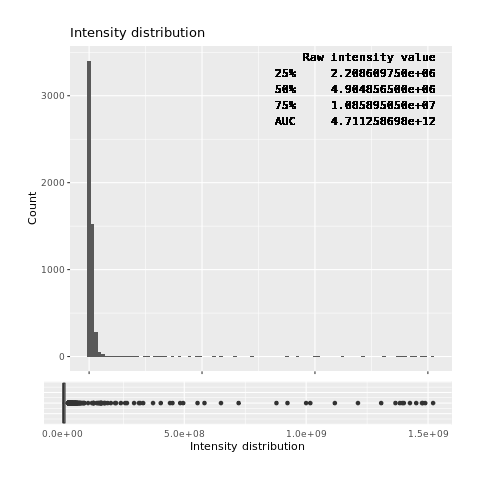 Intensity distribution
Raw intensity value
25% 2.208609750e+06
50% 4.904856500e+06
75% 1.085895050e+07
AUC 4.711258698e+12
3000
2000
1000
0
Count
0.0e+00 5.0e+08 1.0e+09 1.5e+09
Intensity distribution